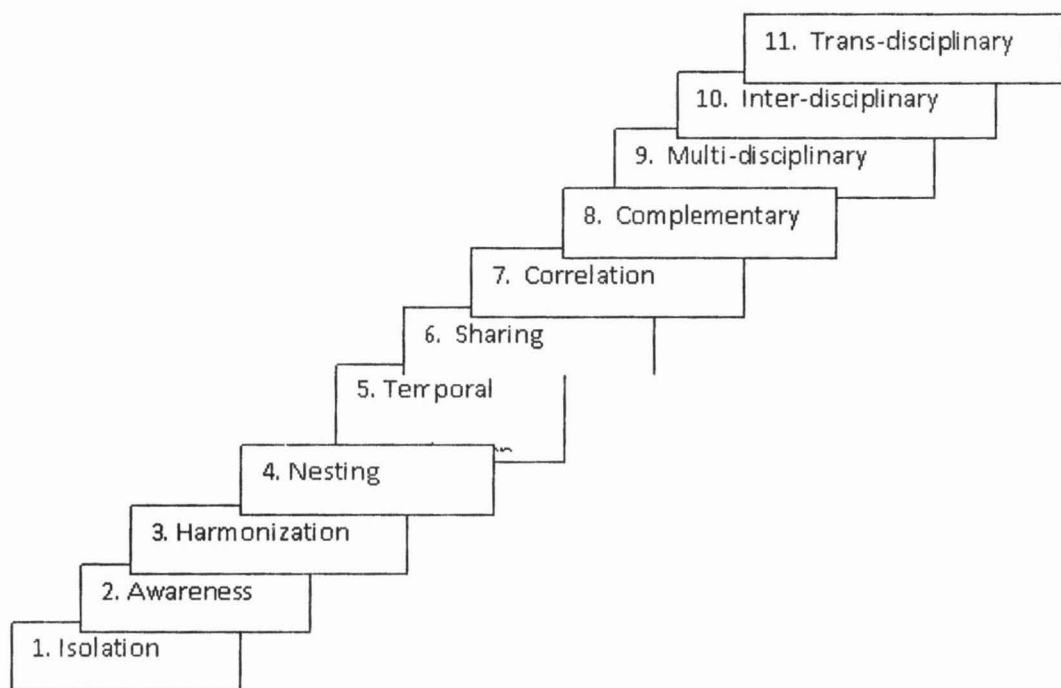 11. Trans-disciplinary
10. Inter-disciplinary
9. Multi-disciplinary
8. Complementary
7. Correlation
6. Sharing
5. Temporal
4. Nesting
3. Harmonization
2. Awareness
1. Isolation